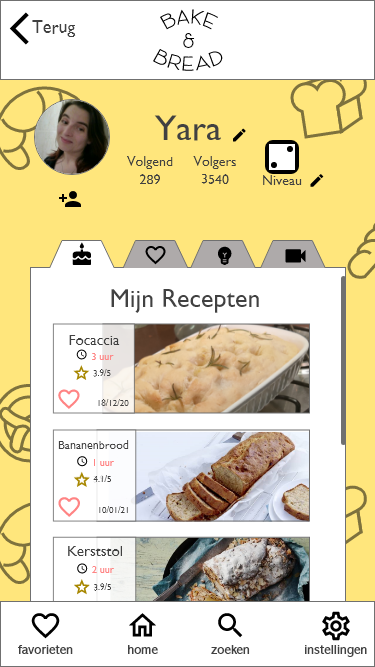 Terug
BAKE
&
BREAD
Yara
Volgend Volgers
289 3540
Niveau
Mijn Recepten
Focaccia
3 uur
3.9/5
18/12/20
Bananenbrood
1 uur
4.1/5
10/01/21
Kerststol
2 uur
3.9/5
favorieten home zoeken instellingen